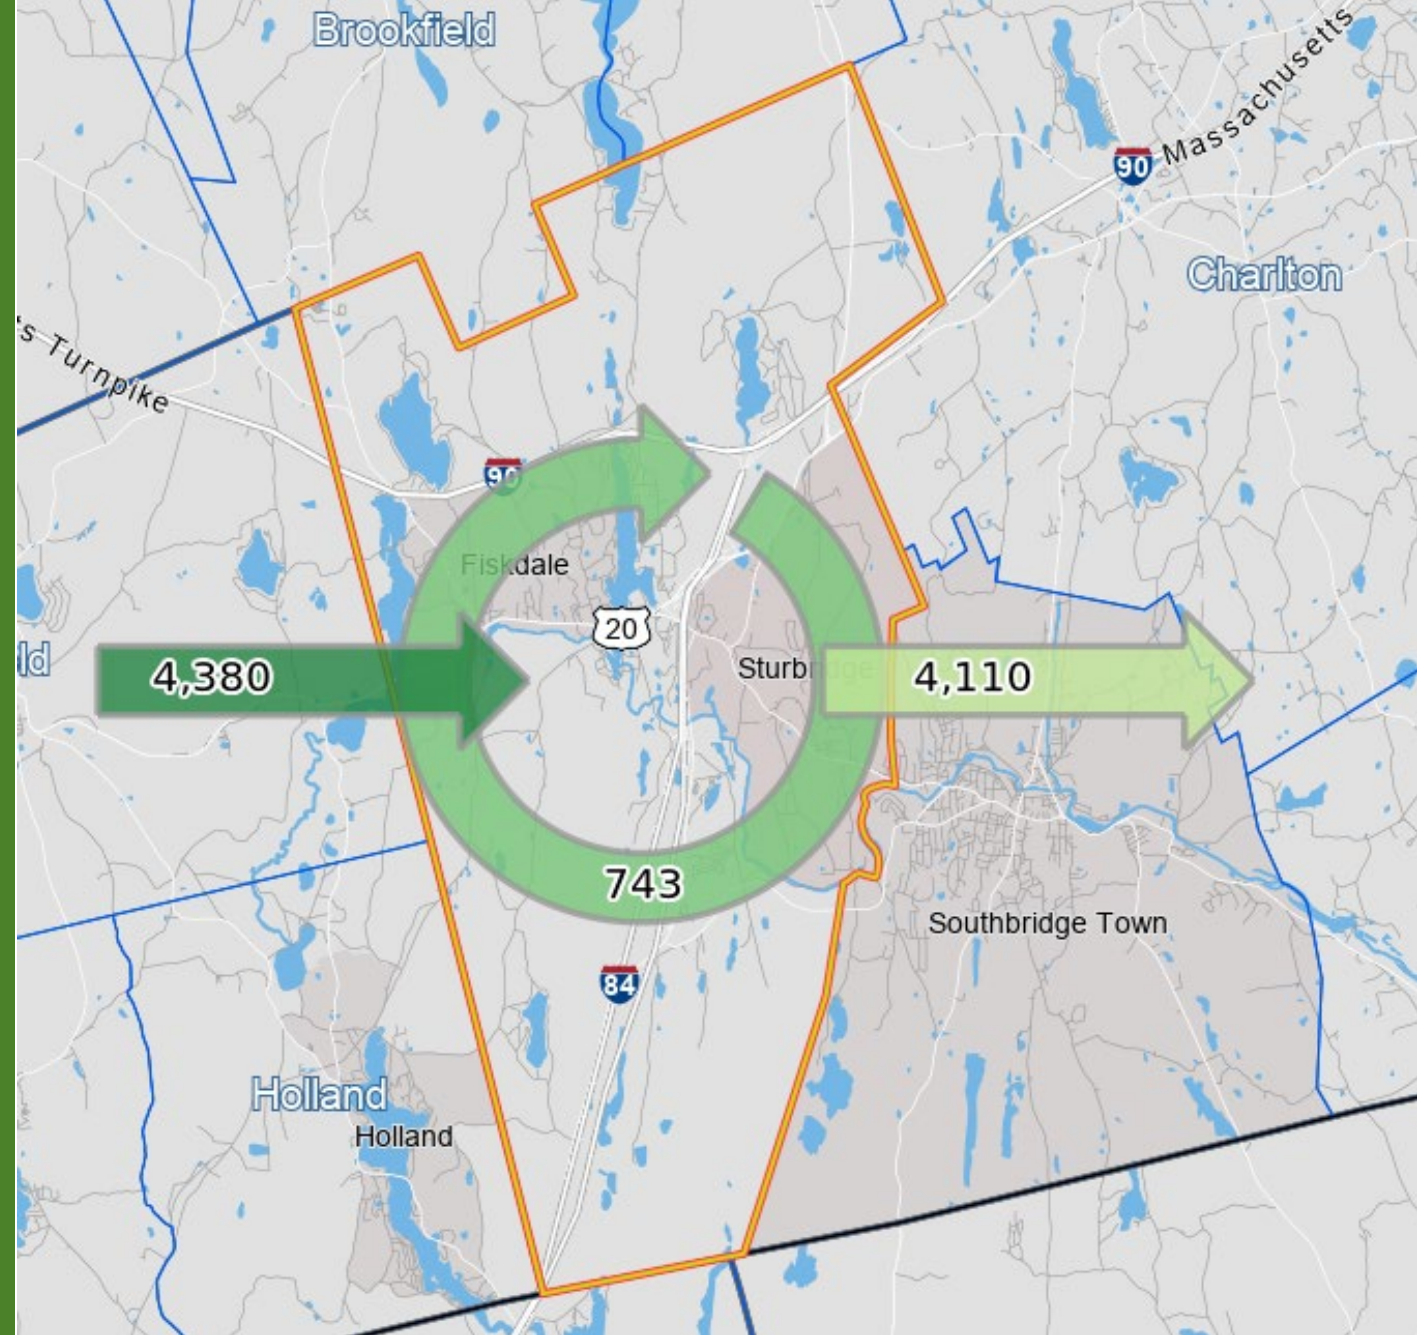 Brookfield
Massachusetts
90
Charlton
's Turnpike
90
Fiskdale
20
ld
4,380
Sturbridge
4,110
743
Southbridge Town
84
Holland
Holland